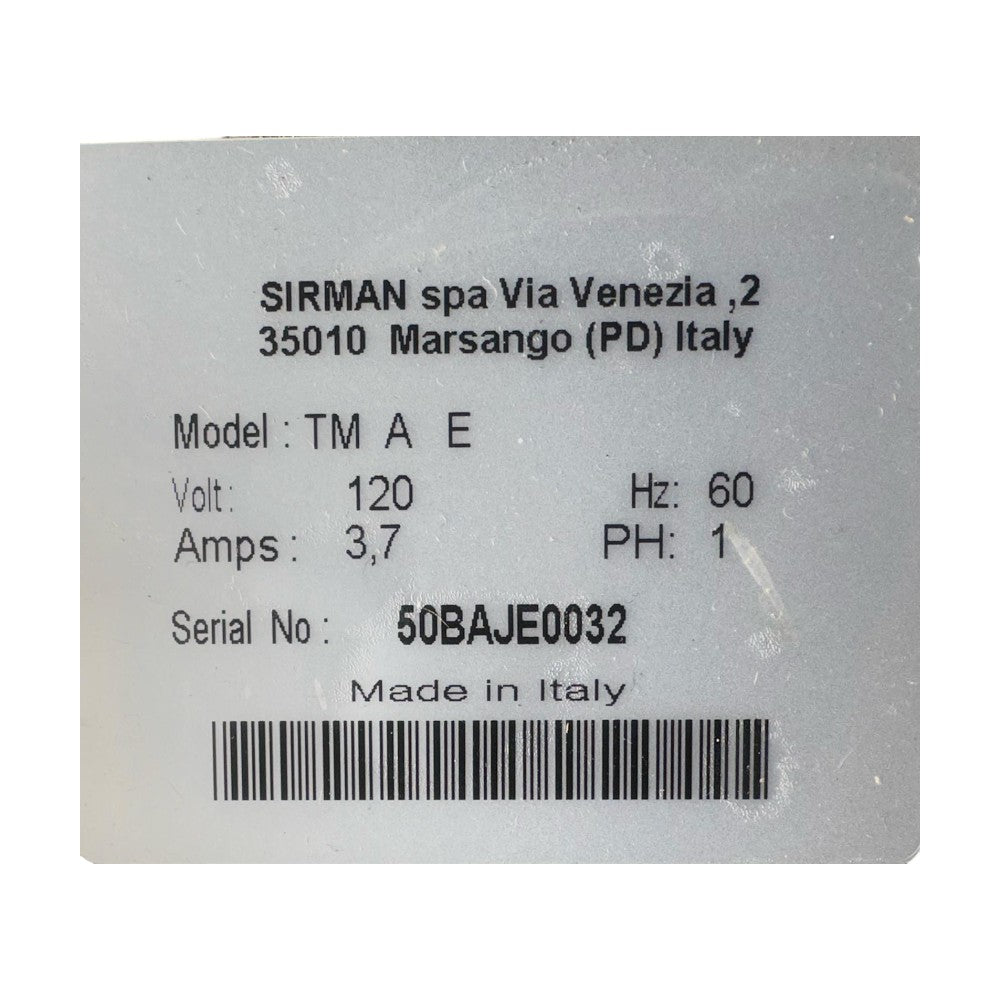 SIRMAN spa Via Venezia ,2
35010 Marsango (PD) Italy
Model : TM A E
Volt: 120 Hz: 60
Amps : 3,7 PH: 1
Serial No : 50BAJE0032
Made in Italy